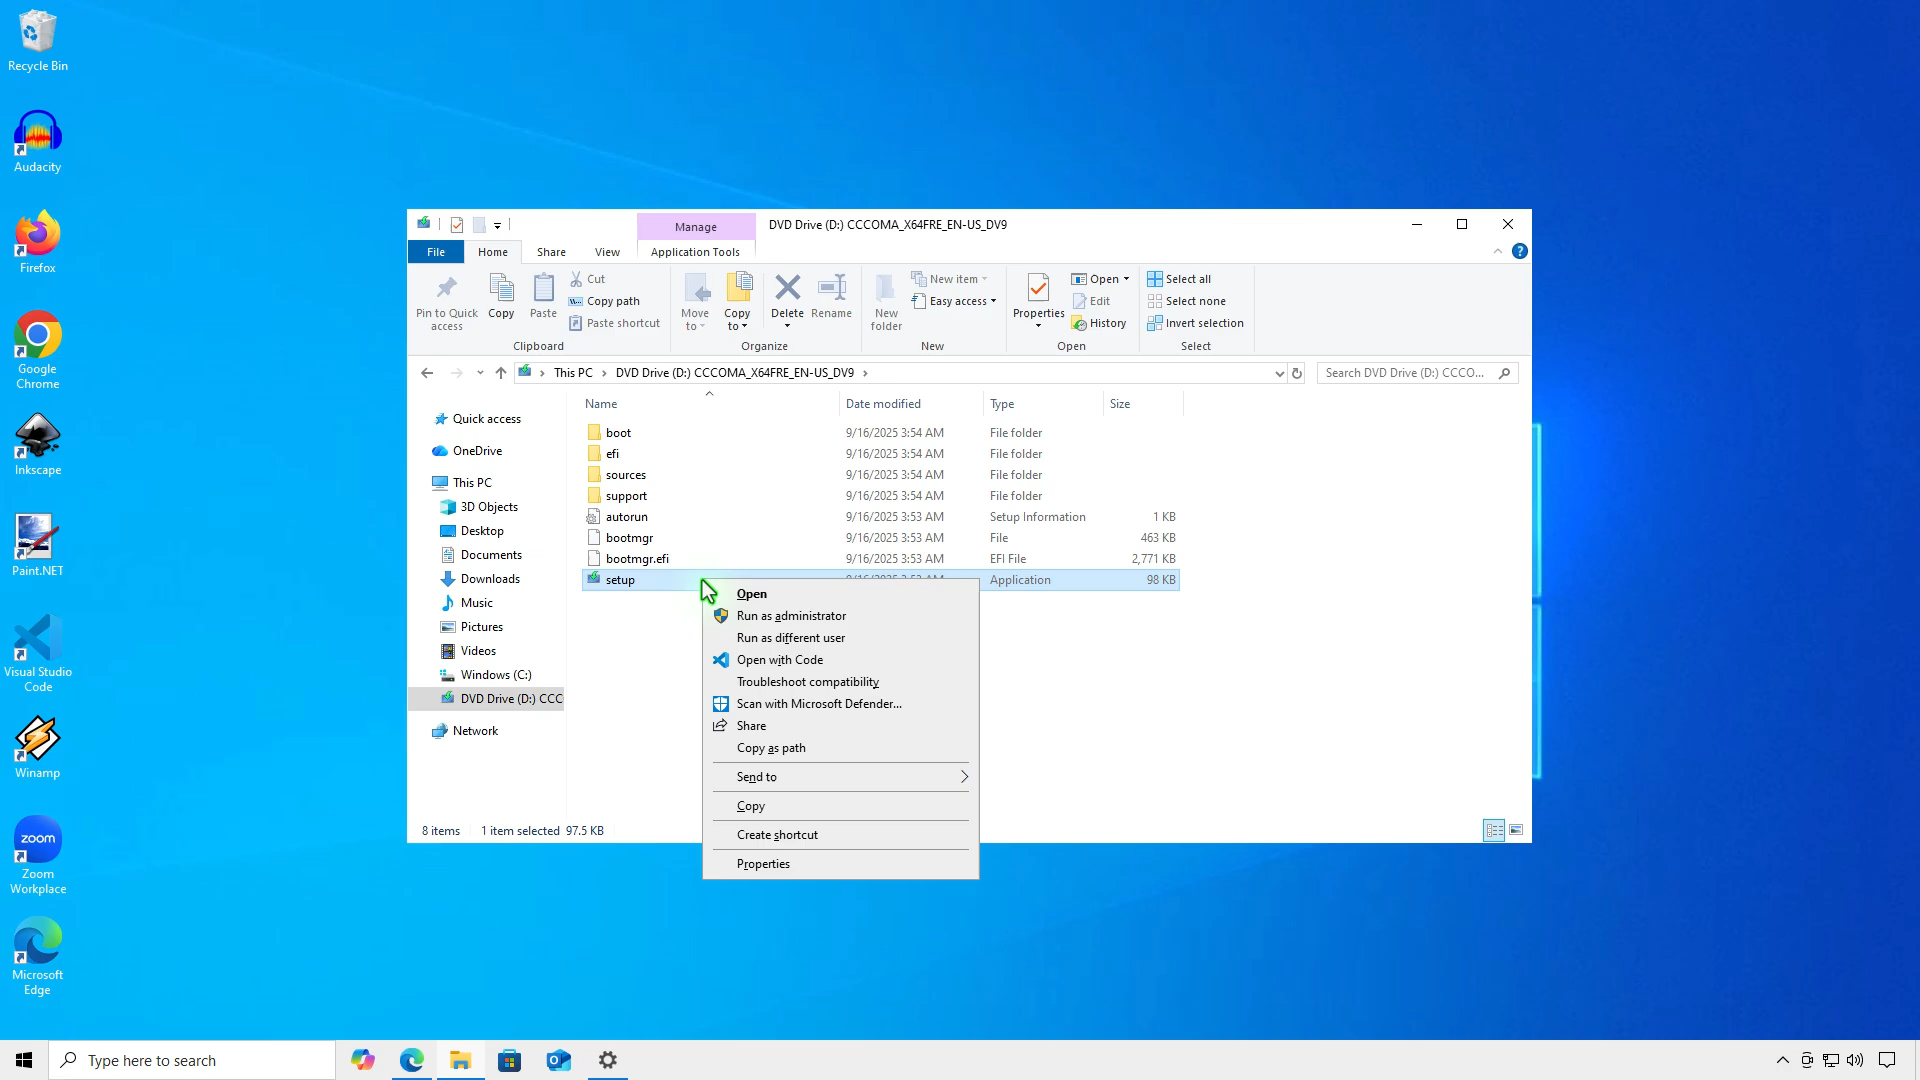 Recycle Bin
Audacity
Firefox
Google
Chrome
Inkscape
Paint.NET
Visual Studio
Code
Winamp
zoom
Zoom
Workplace
Microsoft
Edge
Manage
DVD Drive (D:) CCCOMA_X64FRE_EN-US_DV9
File
Home
Share
View
Application Tools
Pin to Quick
access
Copy
Paste
Cut
Copy path
Paste shortcut
Clipboard
Move
to
Copy
to
Delete
Rename
Organize
New
folder
New item
Easy access
New
Properties
Open
Edit
History
Open
Select all
Select none
Invert selection
Select
This PC
DVD Drive (D:) CCCOMA_X64FRE_EN-US_DV9
Search DVD Drive (D:) CCCO...
Quick access
OneDrive
This PC
3D Objects
Desktop
Documents
Downloads
Music
Pictures
Videos
Windows (C:)
DVD Drive (D:) CCC
Network
Name Date modified Type Size
boot 9/16/2025 3:54 AM File folder
efi 9/16/2025 3:54 AM File folder
sources 9/16/2025 3:54 AM File folder
support 9/16/2025 3:54 AM File folder
autorun 9/16/2025 3:53 AM Setup Information 1 KB
bootmgr 9/16/2025 3:53 AM File 463 KB
bootmgr.efi 9/16/2025 3:53 AM EFI File 2,771 KB
setup Application 98 KB
Open
Run as administrator
Run as different user
Open with Code
Troubleshoot compatibility
Scan with Microsoft Defender...
Share
Copy as path
Send to
Copy
Create shortcut
Properties
8 items 1 item selected 97.5 KB
Type here to search